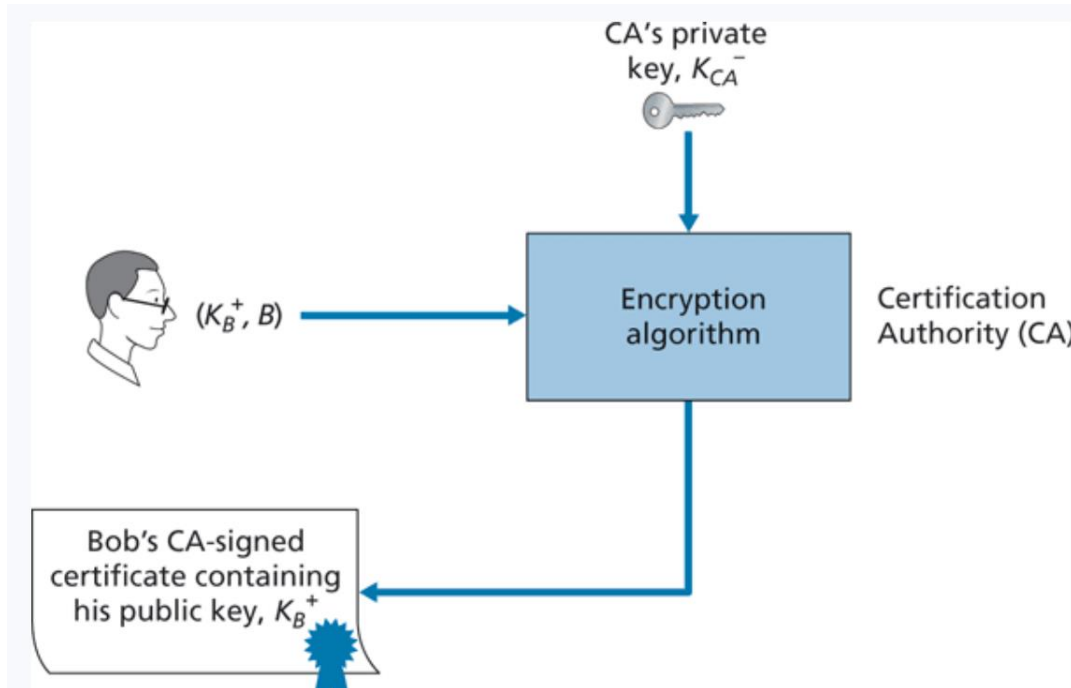 CA's private
key, K_CA^−
(K_B^+, B)
Encryption
algorithm
Certification
Authority (CA)
Bob's CA-signed
certificate containing
his public key, K_B^+